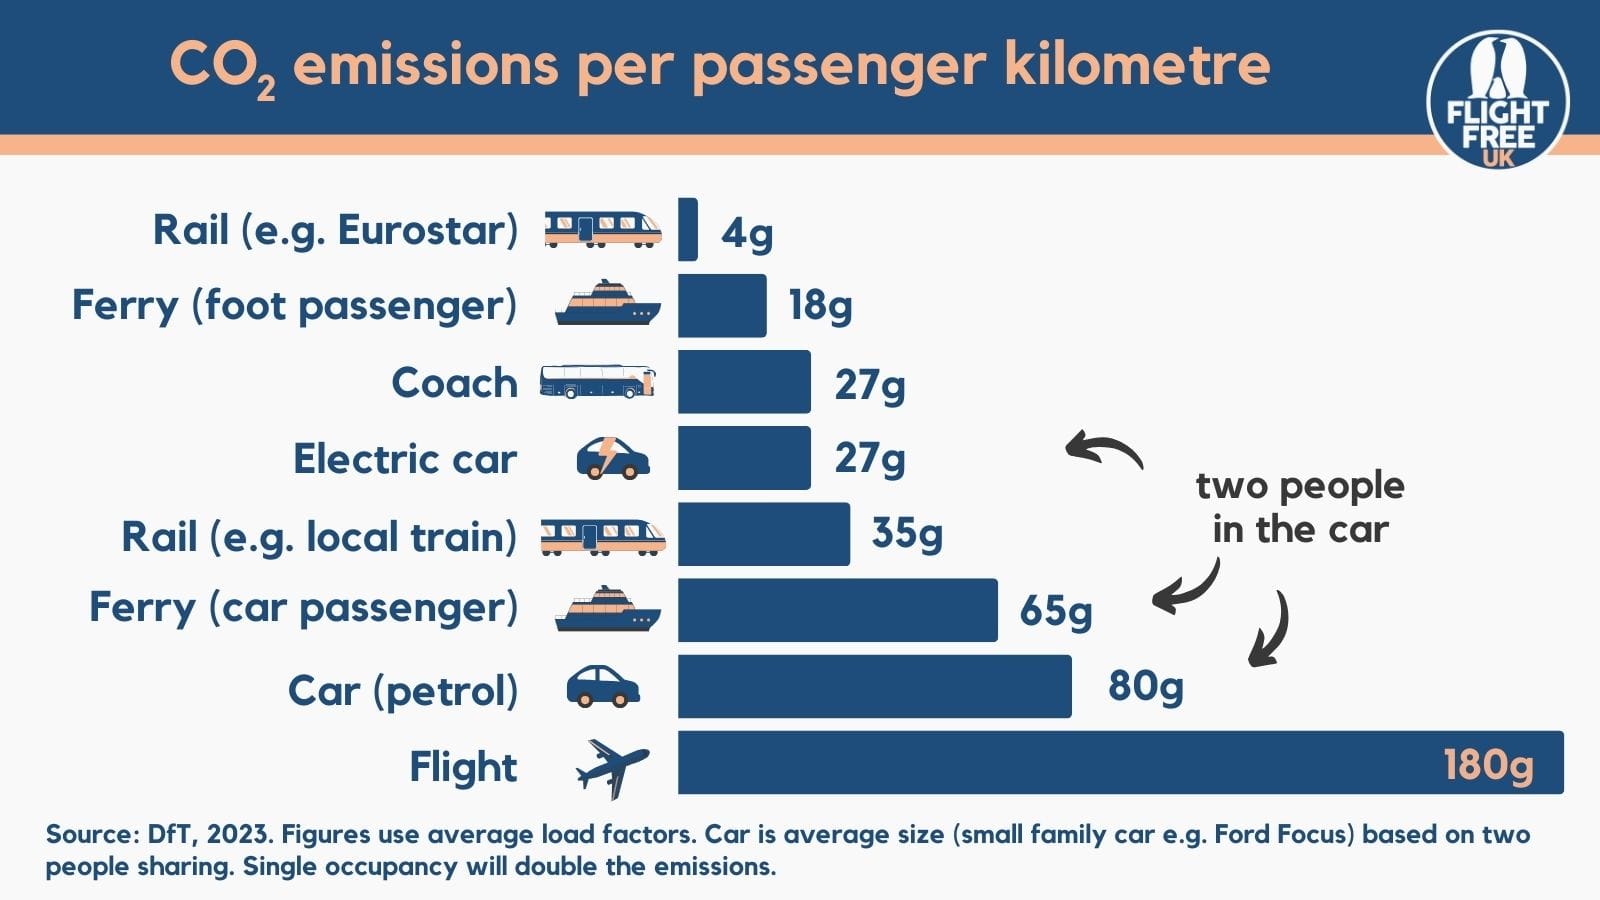 CO₂ emissions per passenger kilometre
FLIGHT
FREE
UK
Rail (e.g. Eurostar) 4g
Ferry (foot passenger) 18g
Coach 27g
Electric car 27g
two people
in the car
Rail (e.g. local train) 35g
Ferry (car passenger) 65g
Car (petrol) 80g
Flight 180g
Source: DfT, 2023. Figures use average load factors. Car is average size (small family car e.g. Ford Focus) based on two
people sharing. Single occupancy will double the emissions.